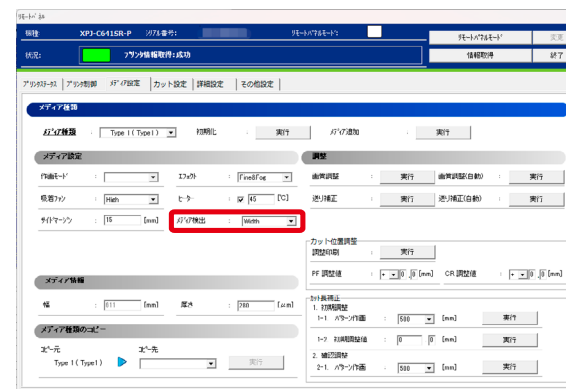 ﾘﾓｰﾄﾊﾟﾈﾙ
機種: XPJ-C641SR-P ｼﾘｱﾙ番号: ﾘﾓｰﾄﾊﾟﾈﾙﾓｰﾄﾞ: ﾘﾓｰﾄﾊﾟﾈﾙﾓｰﾄﾞ 変更
状況: プリンタ情報取得:成功 情報取得 終了
ﾌﾟﾘﾝﾀｽﾃｰﾀｽ ﾌﾟﾘﾝﾀ制御 ﾒﾃﾞｨｱ設定 カット設定 詳細設定 その他設定
メディア種類
ﾒﾃﾞｨｱ種類 : Type 1 ( Type1 ) 初期化 : 実行 ﾒﾃﾞｨｱ追加 : 実行
メディア設定 調整
作画ﾓｰﾄﾞ : ｴﾌｪｸﾄ : Fine&Fog 画質調整 : 実行 画質調整(自動) : 実行
吸着ﾌｧﾝ : High ﾋｰﾀｰ : 45 [℃] 送り補正 : 実行 送り補正(自動) : 実行
ｻｲﾄﾞﾏｰｼﾞﾝ : 15 [mm] ﾒﾃﾞｨｱ検出 : Width
カット位置調整
調整印刷 : 実行
PF 調整値 : + 0 .0 [mm] CR 調整値 : + 0 .0 [mm]
メディア情報
幅 : 611 [mm] 厚さ : 280 [μm]
ｶｯﾄ長補正
1. 初期調整
1-1 ﾊﾟﾀｰﾝ作画 : 500 [mm] 実行
メディア種類のコピー
1-2 初期調整値 : 0 .0 [mm] 実行
ｺﾋﾟｰ元 ｺﾋﾟｰ先
2. 確認調整
Type 1 ( Type1 ) 実行
2-1. ﾊﾟﾀｰﾝ作画 : 500 [mm] 実行